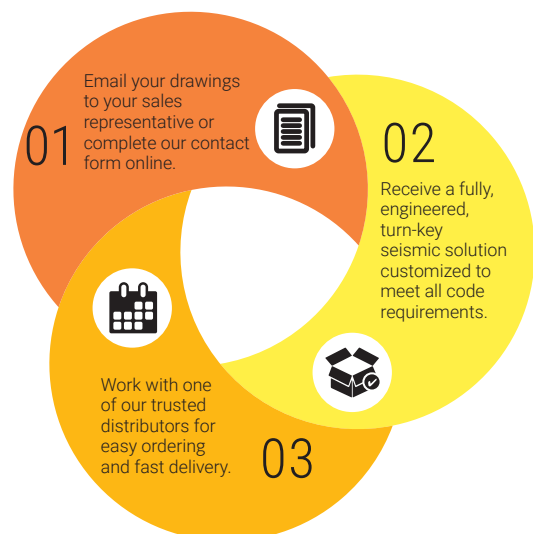 01
Email your drawings
to your sales
representative or
complete our contact
form online.
02
Receive a fully,
engineered,
turn-key
seismic solution
customized to
meet all code
requirements.
03
Work with one
of our trusted
distributors for
easy ordering
and fast delivery.